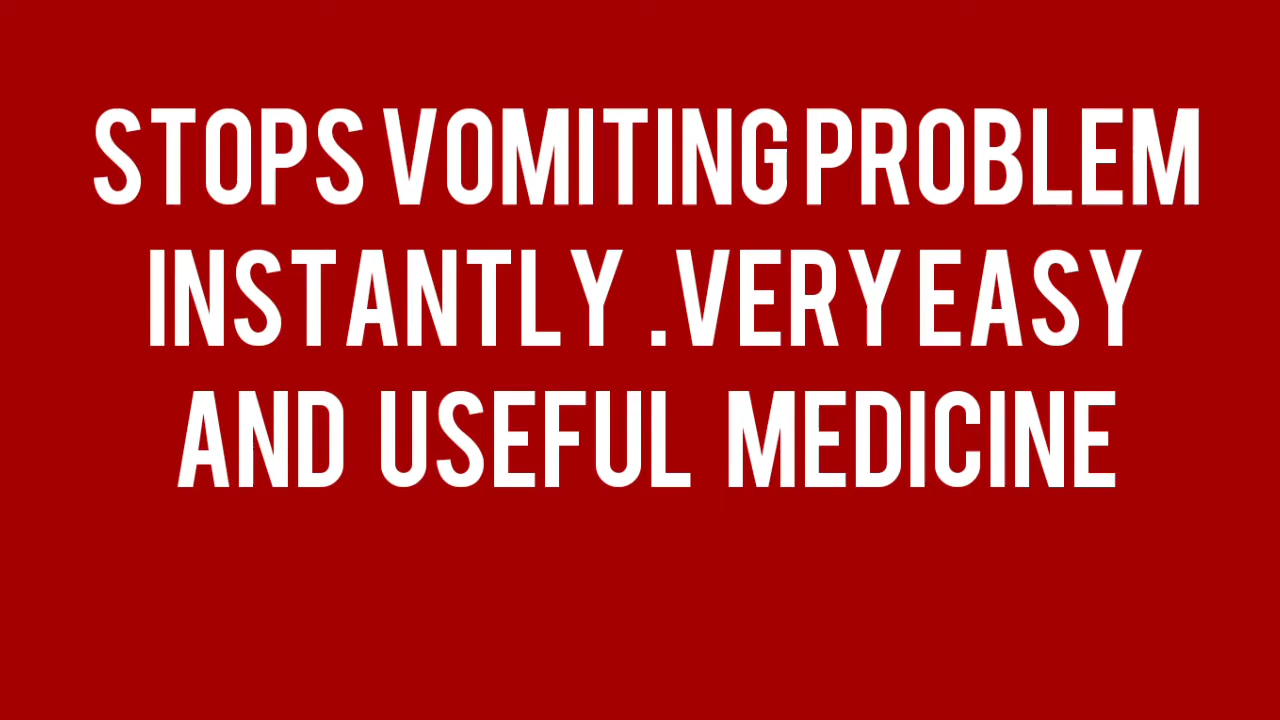 STOPS VOMITING PROBLEM
INSTANTLY .VERY EASY
AND USEFUL MEDICINE